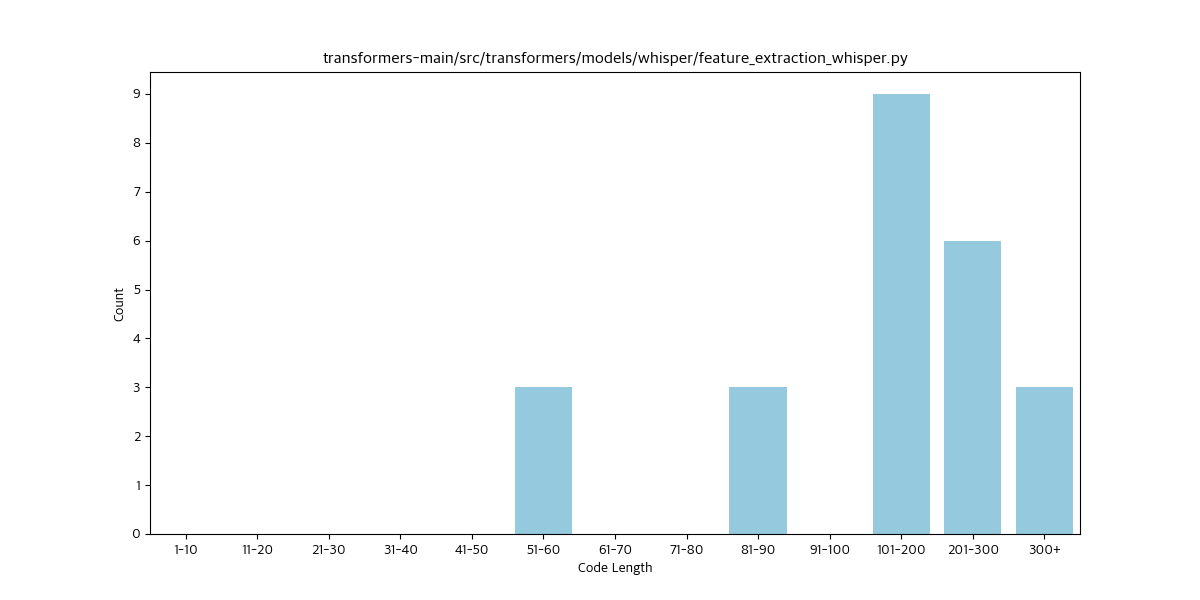 transformers-main/src/transformers/models/whisper/feature_extraction_whisper.py
9
8
7
6
5
4
3
2
1
0
Count
1-10 11-20 21-30 31-40 41-50 51-60 61-70 71-80 81-90 91-100 101-200 201-300 300+
Code Length